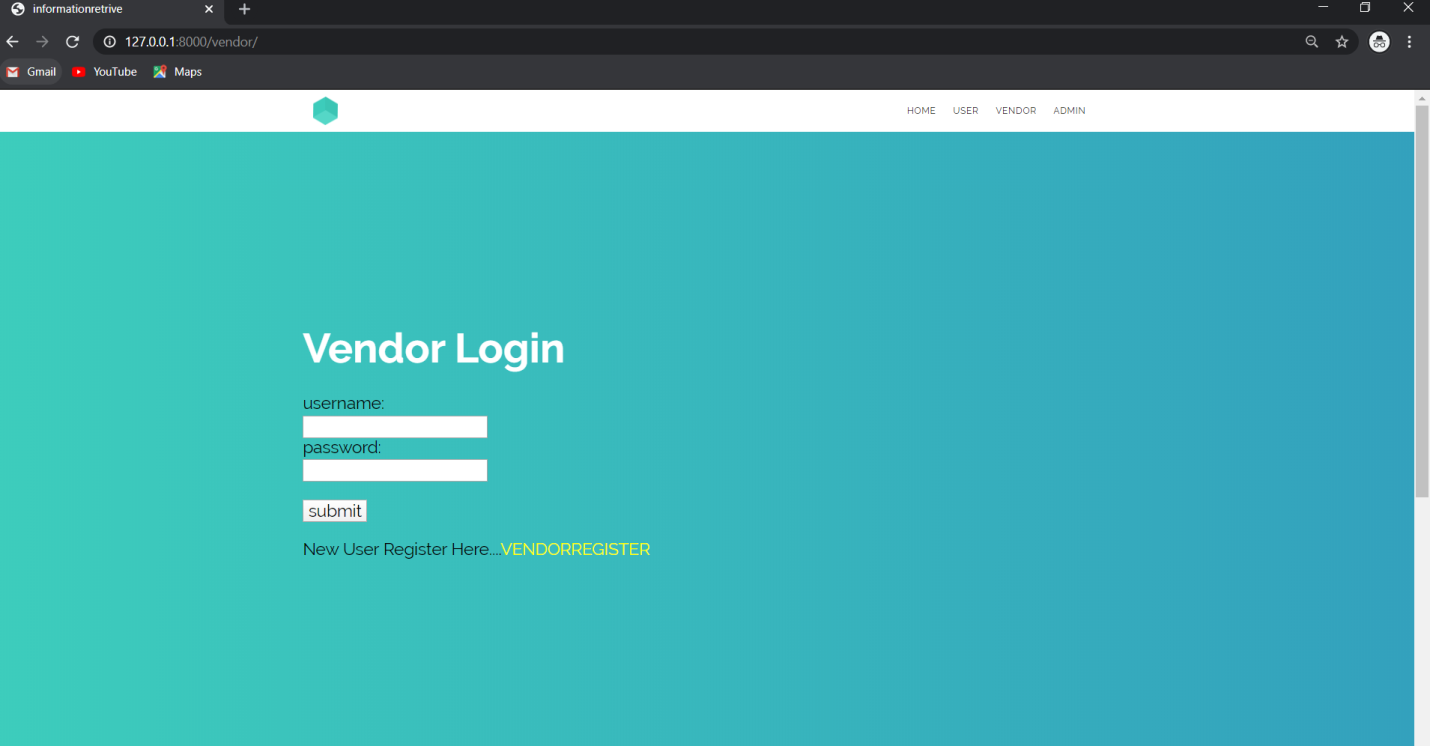 informationretrive
127.0.0.1:8000/vendor/
Gmail YouTube Maps
HOME USER VENDOR ADMIN
Vendor Login
username:
password:
submit
New User Register Here....VENDORREGISTER